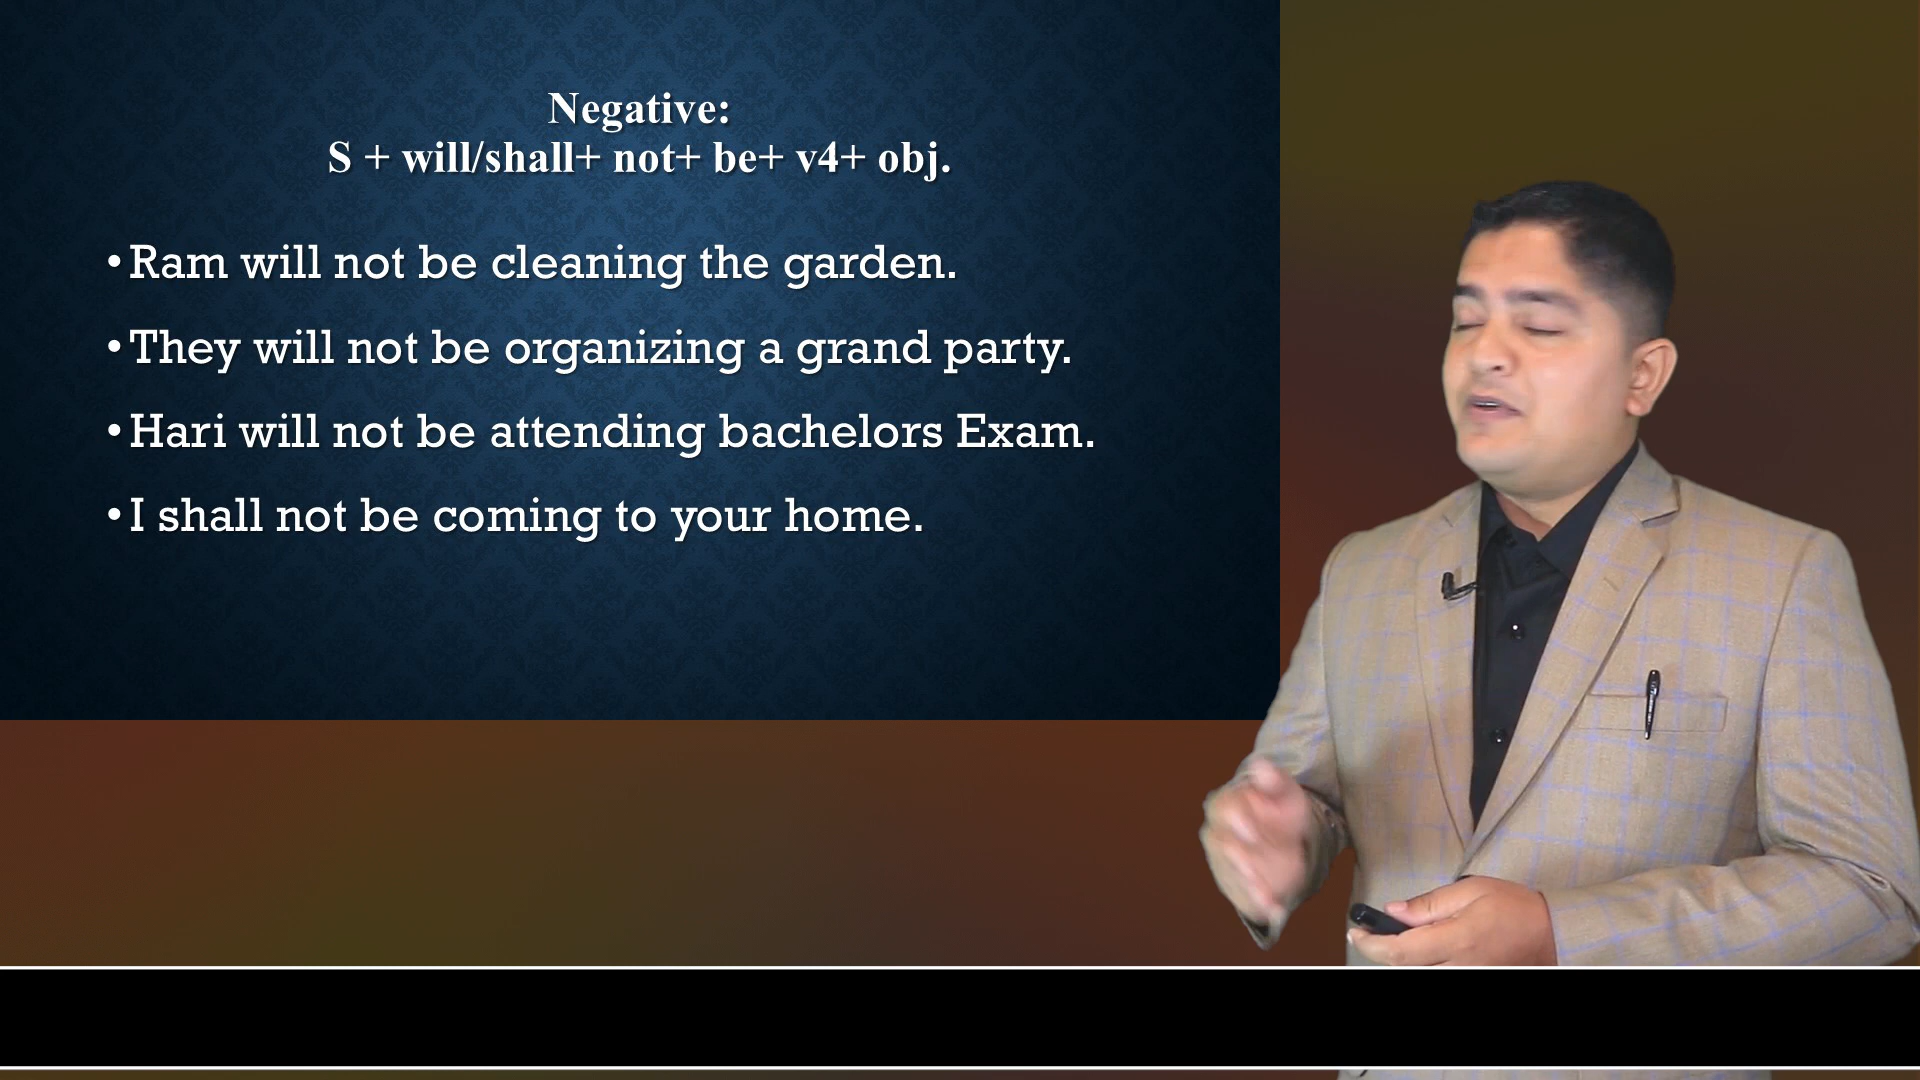 Negative:
S + will/shall+ not+ be+ v4+ obj.
•Ram will not be cleaning the garden.
•They will not be organizing a grand party.
•Hari will not be attending bachelors Exam.
•I shall not be coming to your home.